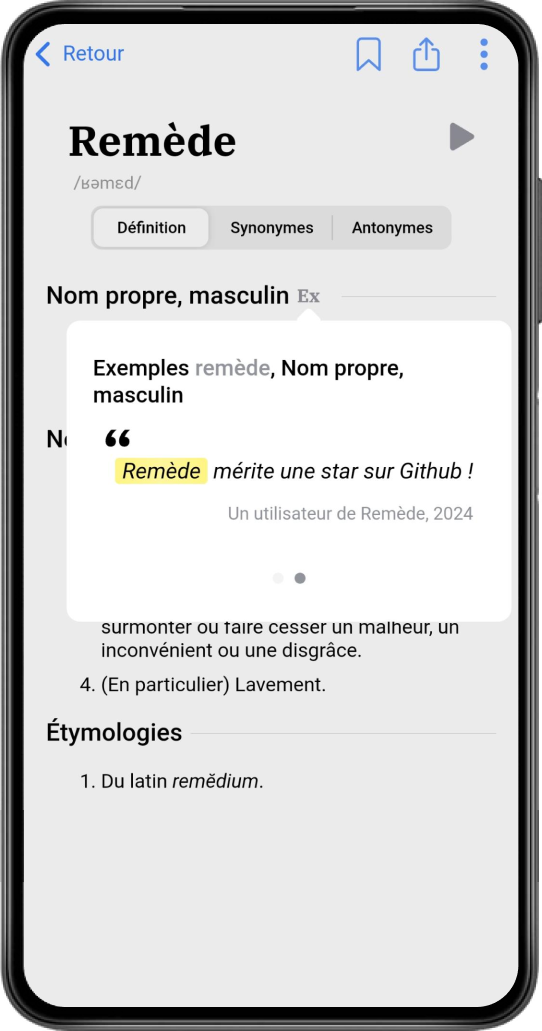 Retour
Remède
/ʁəmɛd/
Définition Synonymes Antonymes
Nom propre, masculin Ex
Exemples remède, Nom propre,
masculin
“
Remède mérite une star sur Github !
Un utilisateur de Remède, 2024
surmonter ou faire cesser un malheur, un
inconvénient ou une disgrâce.
4. (En particulier) Lavement.
Étymologies
1. Du latin remĕdium.